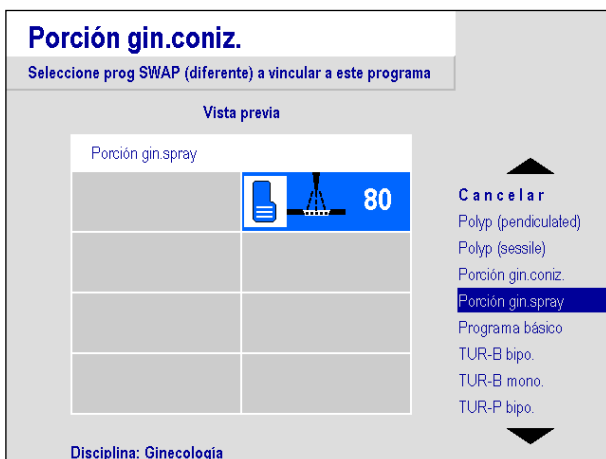 Porción gin.coniz.
Seleccione prog SWAP (diferente) a vincular a este programa
Vista previa
Porción gin.spray
80
Cancelar
Polyp (pendiculated)
Polyp (sessile)
Porción gin.coniz.
Porción gin.spray
Programa básico
TUR-B bipo.
TUR-B mono.
TUR-P bipo.
Disciplina: Ginecología